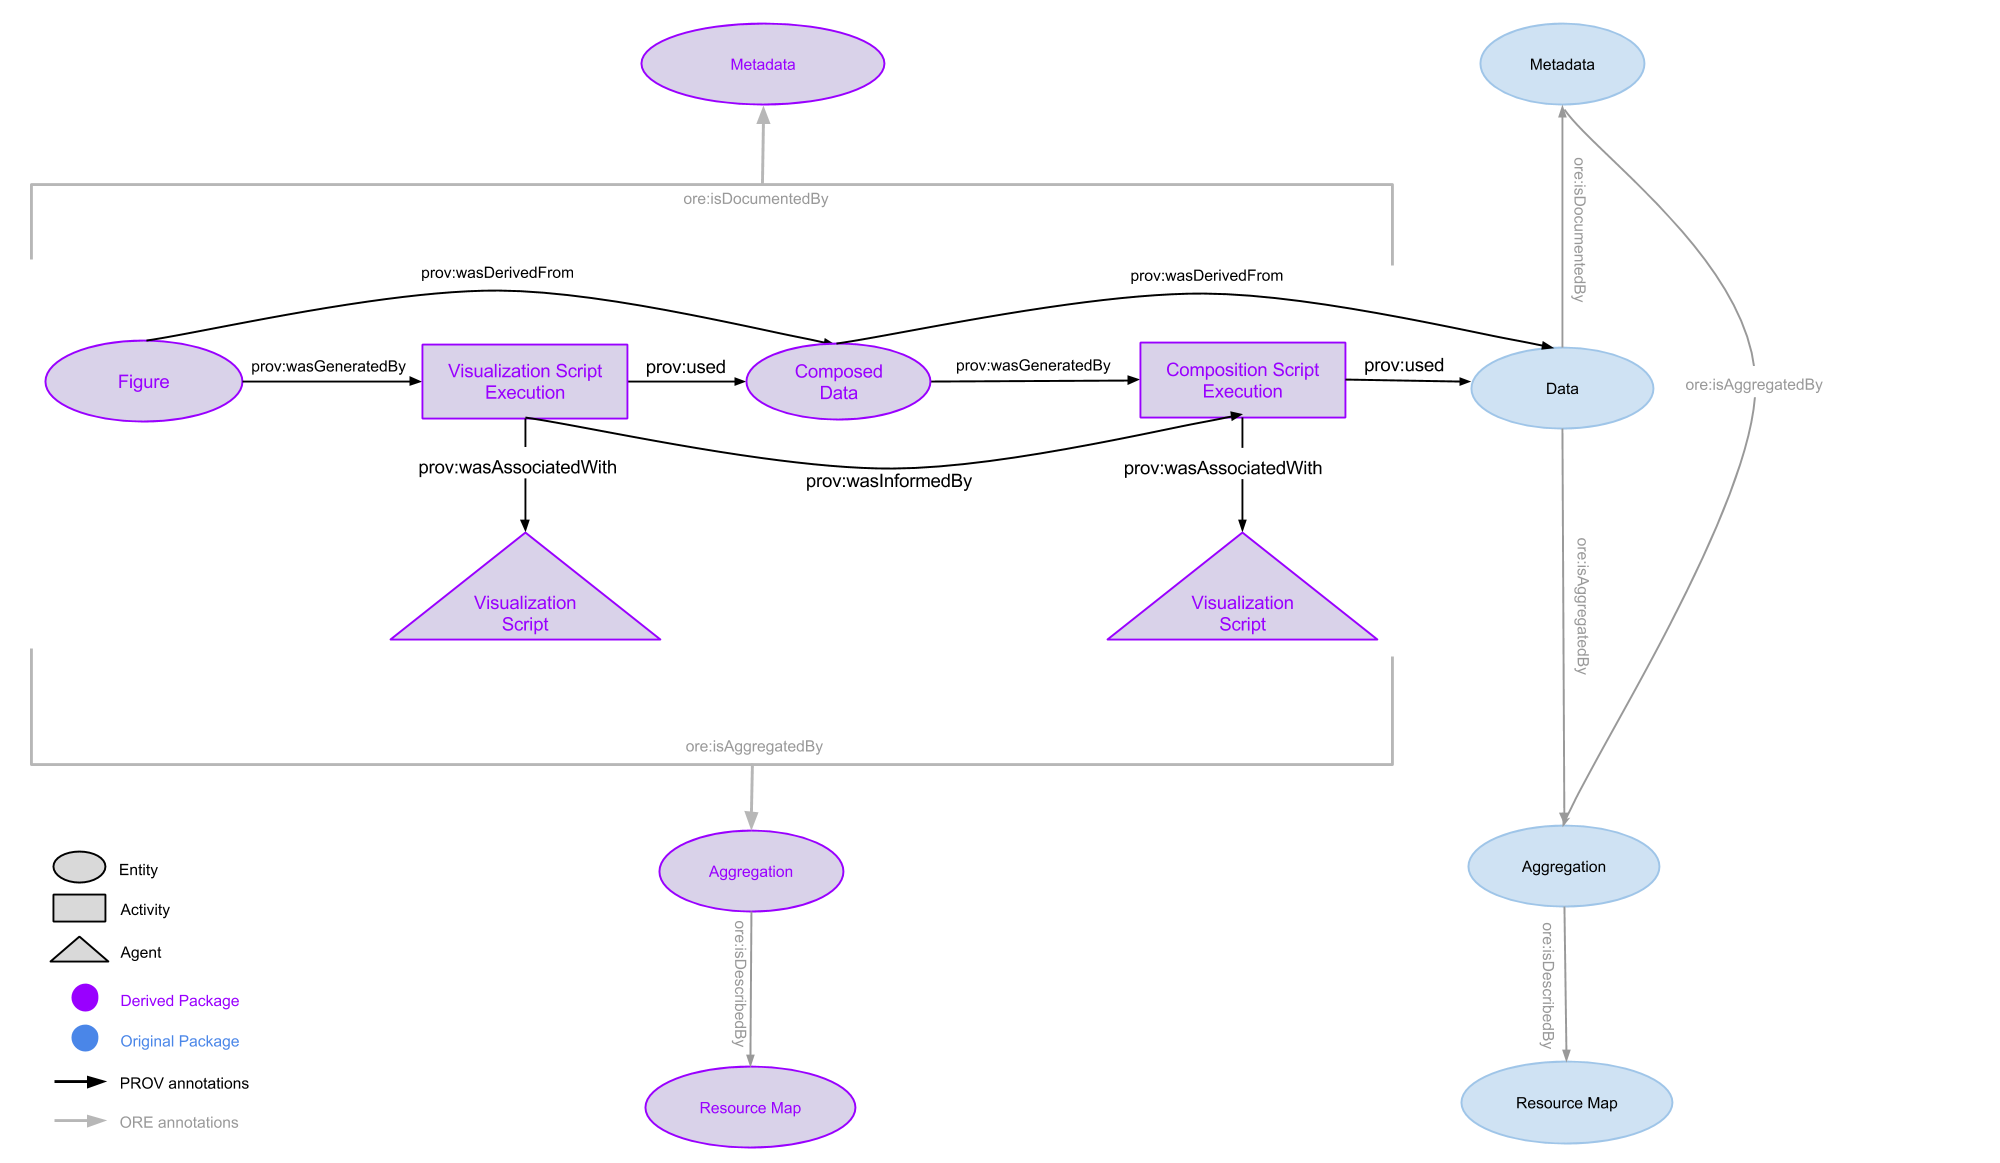 Metadata
Metadata
ore:isDocumentedBy
ore:isDocumentedBy
prov:wasDerivedFrom
prov:wasDerivedFrom
Figure
prov:wasGeneratedBy
Visualization Script
Execution
prov:used
Composed
Data
prov:wasGeneratedBy
Composition Script
Execution
prov:used
Data
ore:isAggregatedBy
prov:wasAssociatedWith
prov:wasInformedBy
prov:wasAssociatedWith
Visualization
Script
Visualization
Script
ore:isAggregatedBy
ore:isAggregatedBy
Aggregation
Aggregation
ore:isDescribedBy
ore:isDescribedBy
Resource Map
Resource Map
Entity
Activity
Agent
Derived Package
Original Package
PROV annotations
ORE annotations